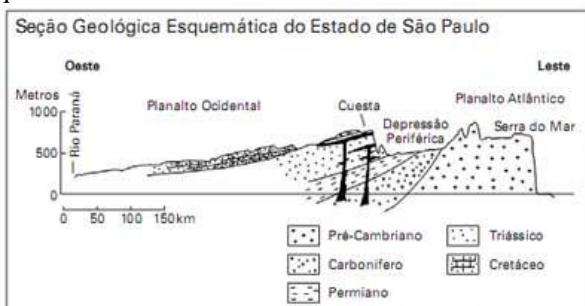 Seção Geológica Esquemática do Estado de São Paulo
Oeste
Leste
Metros
1000
500
0
Rio Paraná
Planalto Ocidental
Cuesta
Depressão
Periférica
Planalto Atlântico
Serra do Mar
0 50 100 150km
Pré-Cambriano
Triássico
Carbonífero
Cretáceo
Permiano